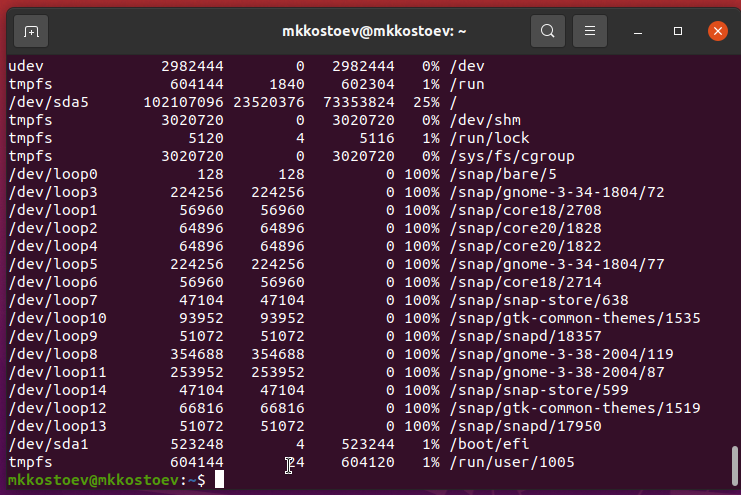 mkkostoev@mkkostoev: ~
udev 2982444 0 2982444 0% /dev
tmpfs 604144 1840 602304 1% /run
/dev/sda5 102107096 23520376 73353824 25% /
tmpfs 3020720 0 3020720 0% /dev/shm
tmpfs 5120 4 5116 1% /run/lock
tmpfs 3020720 0 3020720 0% /sys/fs/cgroup
/dev/loop0 128 128 0 100% /snap/bare/5
/dev/loop3 224256 224256 0 100% /snap/gnome-3-34-1804/72
/dev/loop1 56960 56960 0 100% /snap/core18/2708
/dev/loop2 64896 64896 0 100% /snap/core20/1828
/dev/loop4 64896 64896 0 100% /snap/core20/1822
/dev/loop5 224256 224256 0 100% /snap/gnome-3-34-1804/77
/dev/loop6 56960 56960 0 100% /snap/core18/2714
/dev/loop7 47104 47104 0 100% /snap/snap-store/638
/dev/loop10 93952 93952 0 100% /snap/gtk-common-themes/1535
/dev/loop9 51072 51072 0 100% /snap/snapd/18357
/dev/loop8 354688 354688 0 100% /snap/gnome-3-38-2004/119
/dev/loop11 253952 253952 0 100% /snap/gnome-3-38-2004/87
/dev/loop14 47104 47104 0 100% /snap/snap-store/599
/dev/loop12 66816 66816 0 100% /snap/gtk-common-themes/1519
/dev/loop13 51072 51072 0 100% /snap/snapd/17950
/dev/sda1 523248 4 523244 1% /boot/efi
tmpfs 604144 24 604120 1% /run/user/1005
mkkostoev@mkkostoev:~$